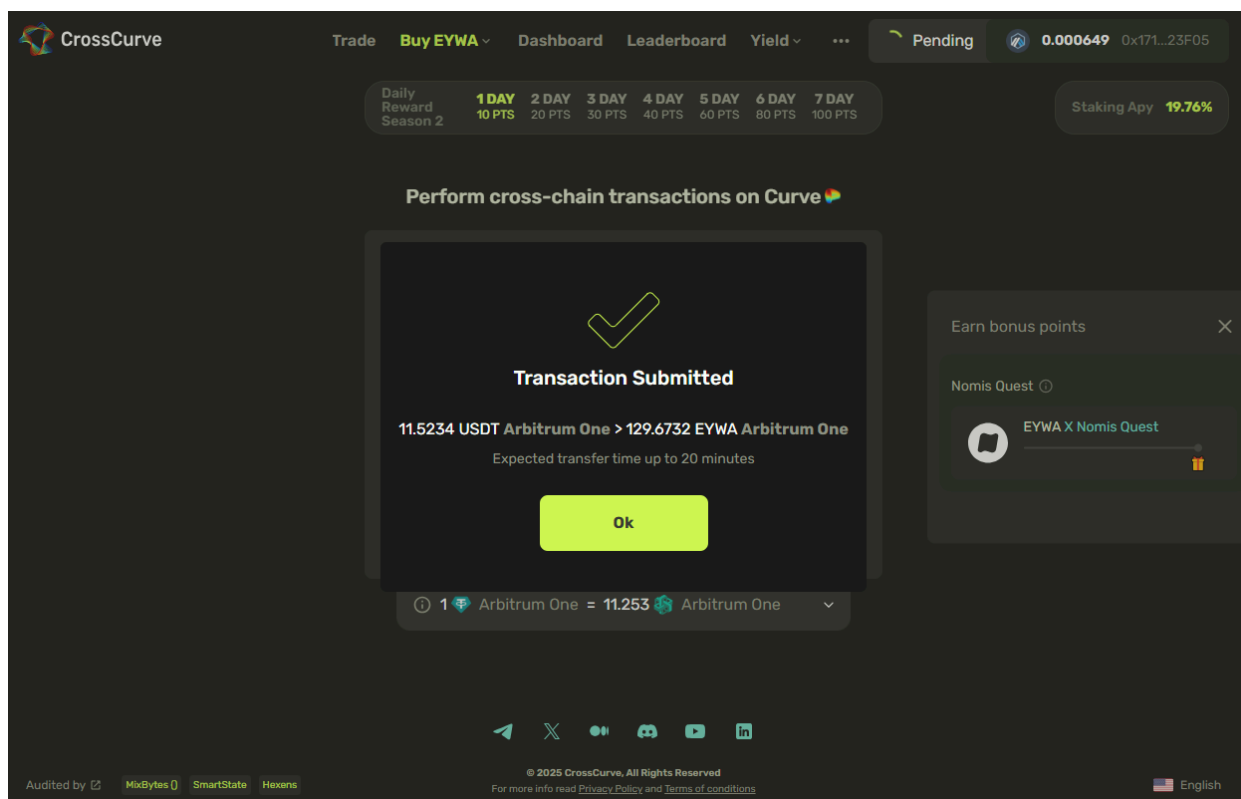 CrossCurve
Trade Buy EYWA Dashboard Leaderboard Yield ••• Pending 0.000649 0x171...23F05
Daily Reward Season 2
1 DAY 2 DAY 3 DAY 4 DAY 5 DAY 6 DAY 7 DAY
10 PTS 20 PTS 30 PTS 40 PTS 60 PTS 80 PTS 100 PTS
Staking Apy 19.76%
Perform cross-chain transactions on Curve
Transaction Submitted
11.5234 USDT Arbitrum One > 129.6732 EYWA Arbitrum One
Expected transfer time up to 20 minutes
Ok
1 Arbitrum One = 11.253 Arbitrum One
Earn bonus points
Nomis Quest
EYWA X Nomis Quest
© 2025 CrossCurve, All Rights Reserved
For more info read Privacy Policy and Terms of conditions
Audited by MixBytes () SmartState Hexens
English